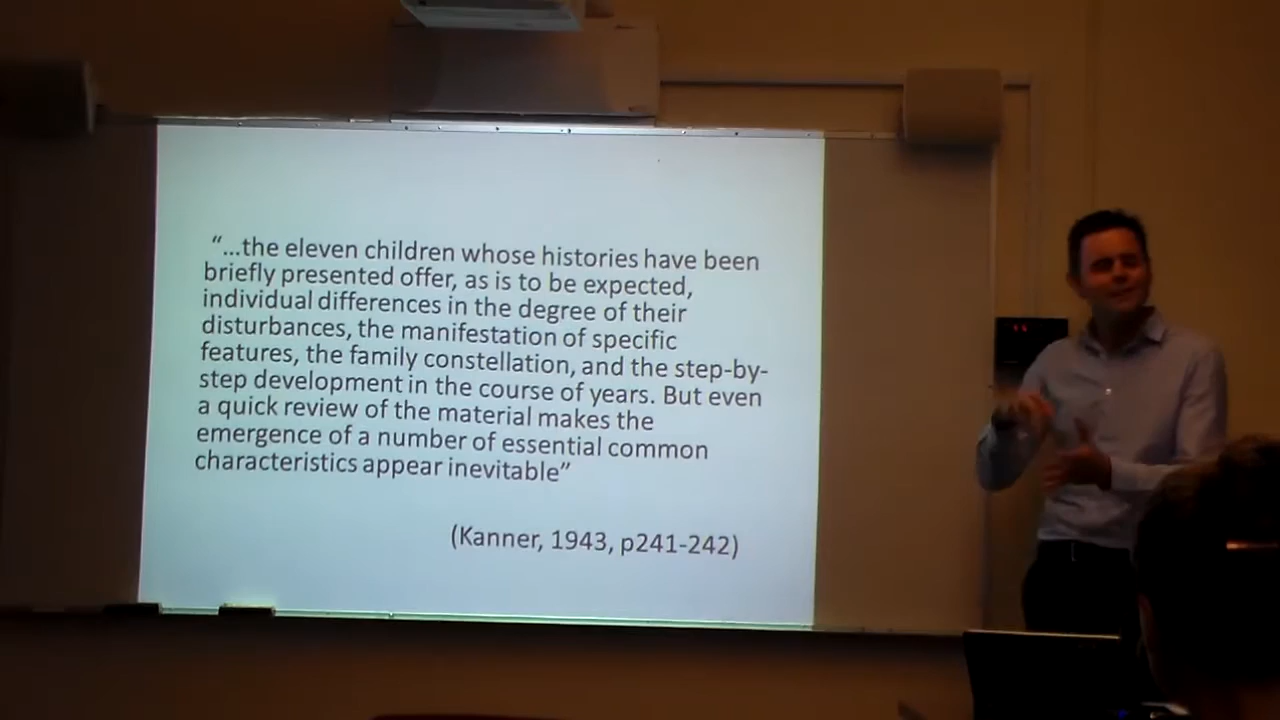 “...the eleven children whose histories have been
briefly presented offer, as is to be expected,
individual differences in the degree of their
disturbances, the manifestation of specific
features, the family constellation, and the step-by-
step development in the course of years. But even
a quick review of the material makes the
emergence of a number of essential common
characteristics appear inevitable”
(Kanner, 1943, p241-242)